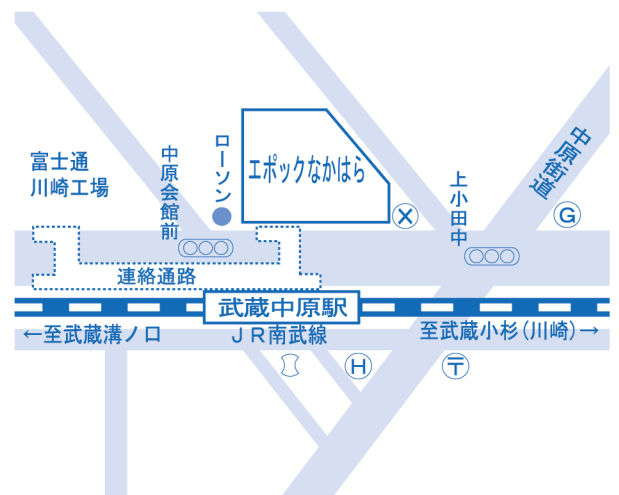 富士通
川崎工場
中原会館前
ローソン
エポックなかはら
上小田中
中原街道
G
連絡通路
武蔵中原駅
←至武蔵溝ノ口
JR南武線
至武蔵小杉(川崎)→
H
〒